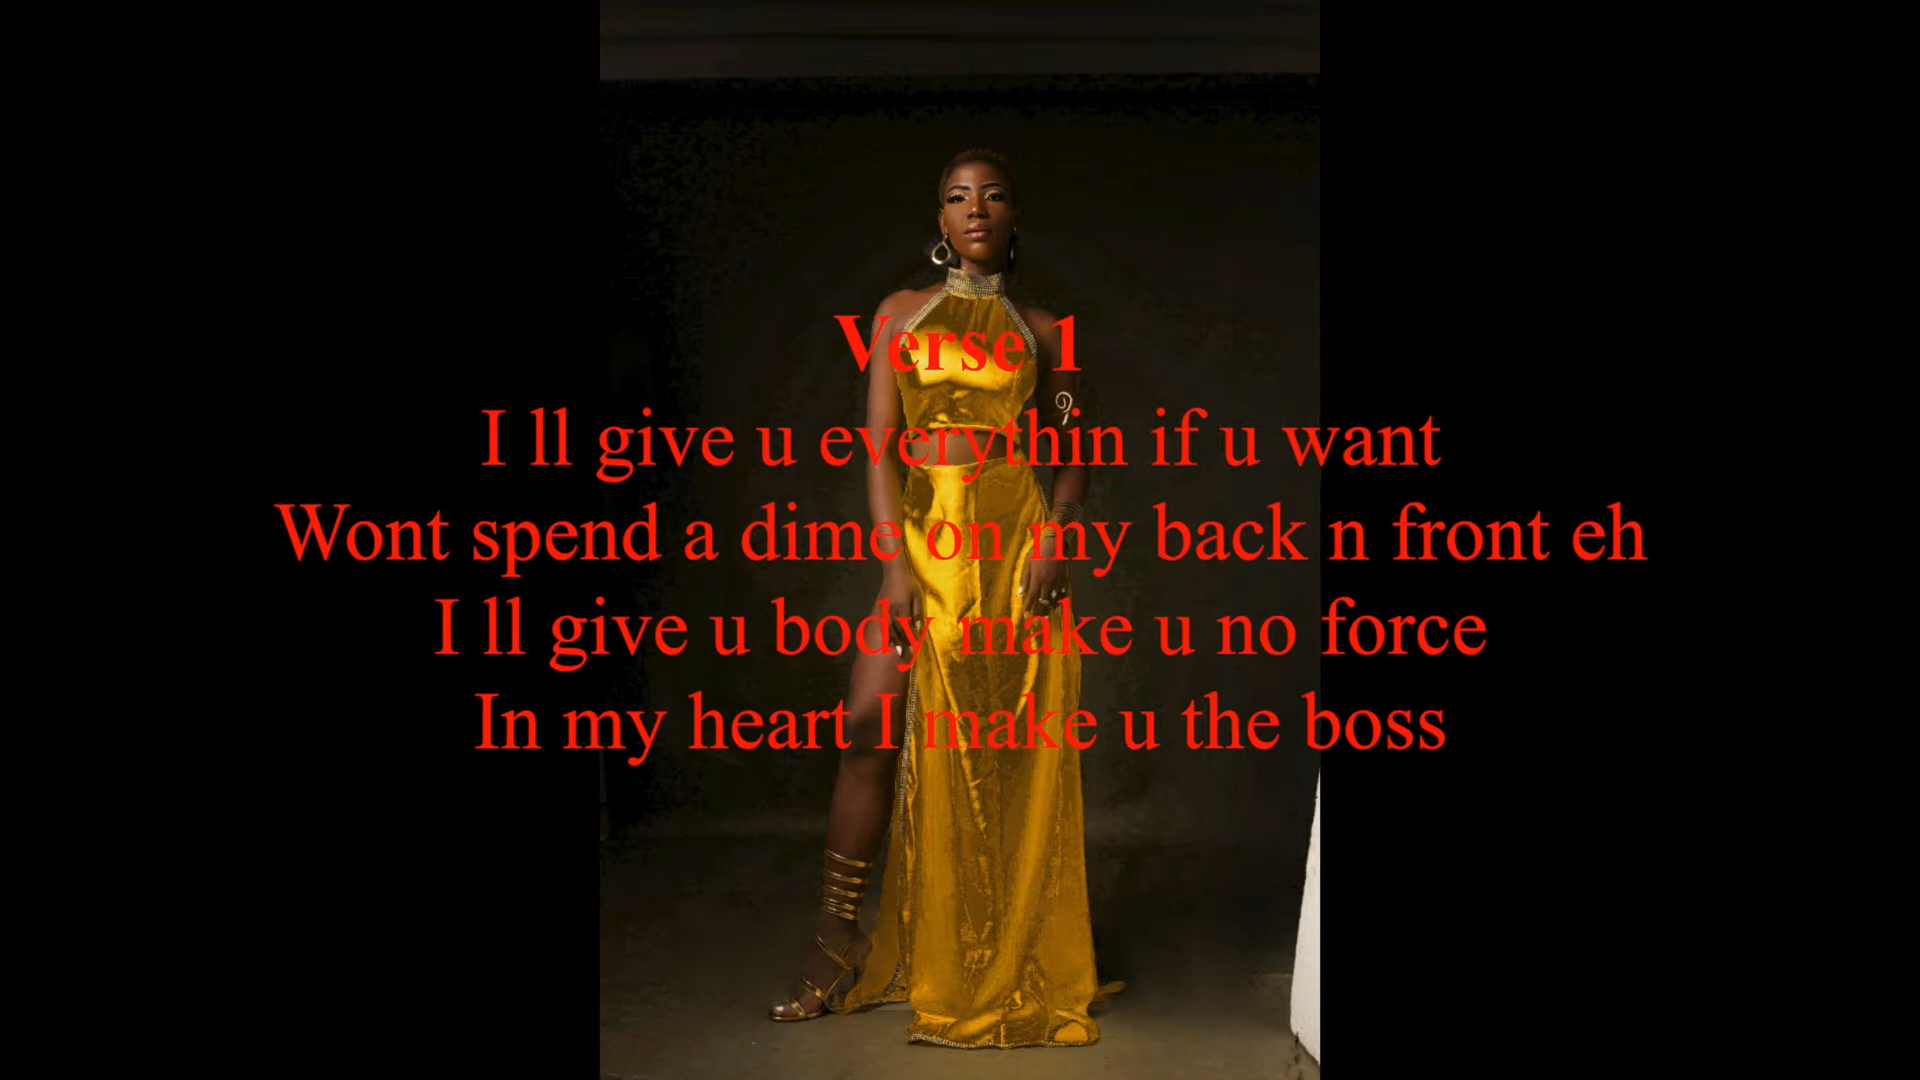 Verse 1
I ll give u everythin if u want
Wont spend a dime on my back n front eh
I ll give u body make u no force
In my heart I make u the boss